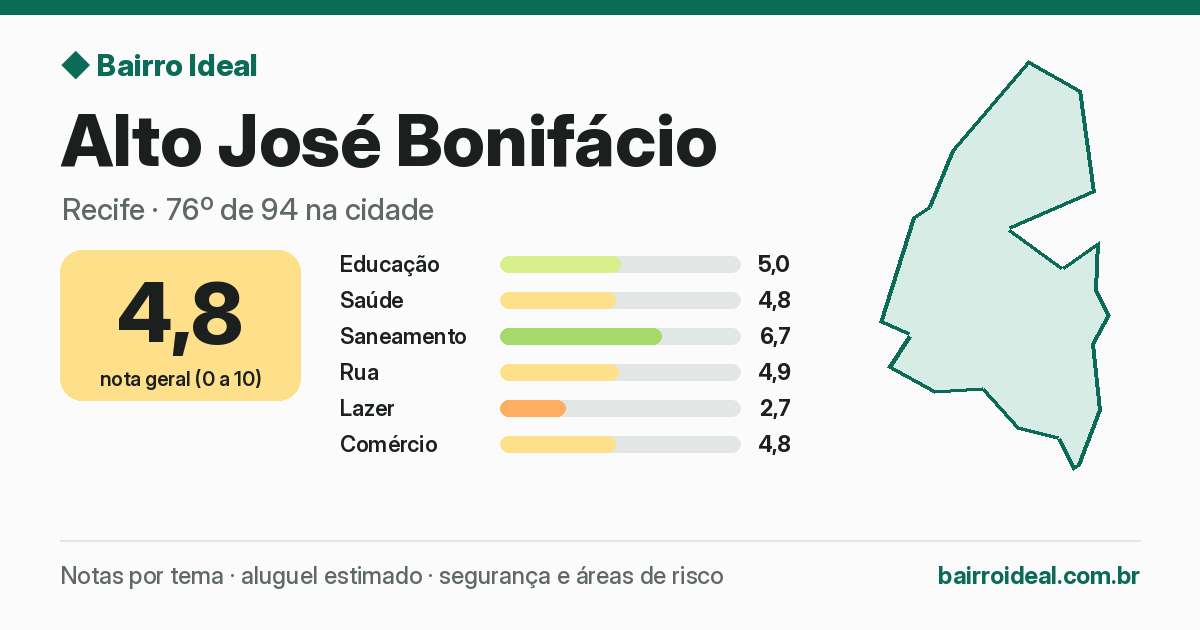 Bairro Ideal
Alto José Bonifácio
Recife · 76º de 94 na cidade
4,8
nota geral (0 a 10)
Educação 5,0
Saúde 4,8
Saneamento 6,7
Rua 4,9
Lazer 2,7
Comércio 4,8
Notas por tema · aluguel estimado · segurança e áreas de risco
bairroideal.com.br